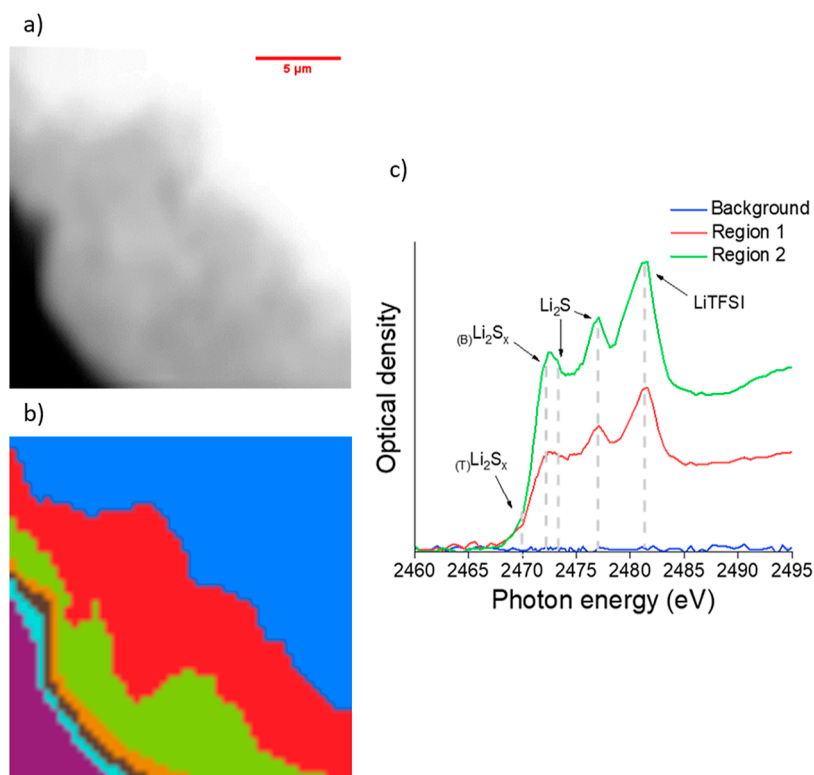 a)
5 µm
b)
c)
Background
Region 1
Region 2
LiTFSI
Li2S
(B)Li2Sx
(T)Li2Sx
Optical density
2460 2465 2470 2475 2480 2485 2490 2495
Photon energy (eV)